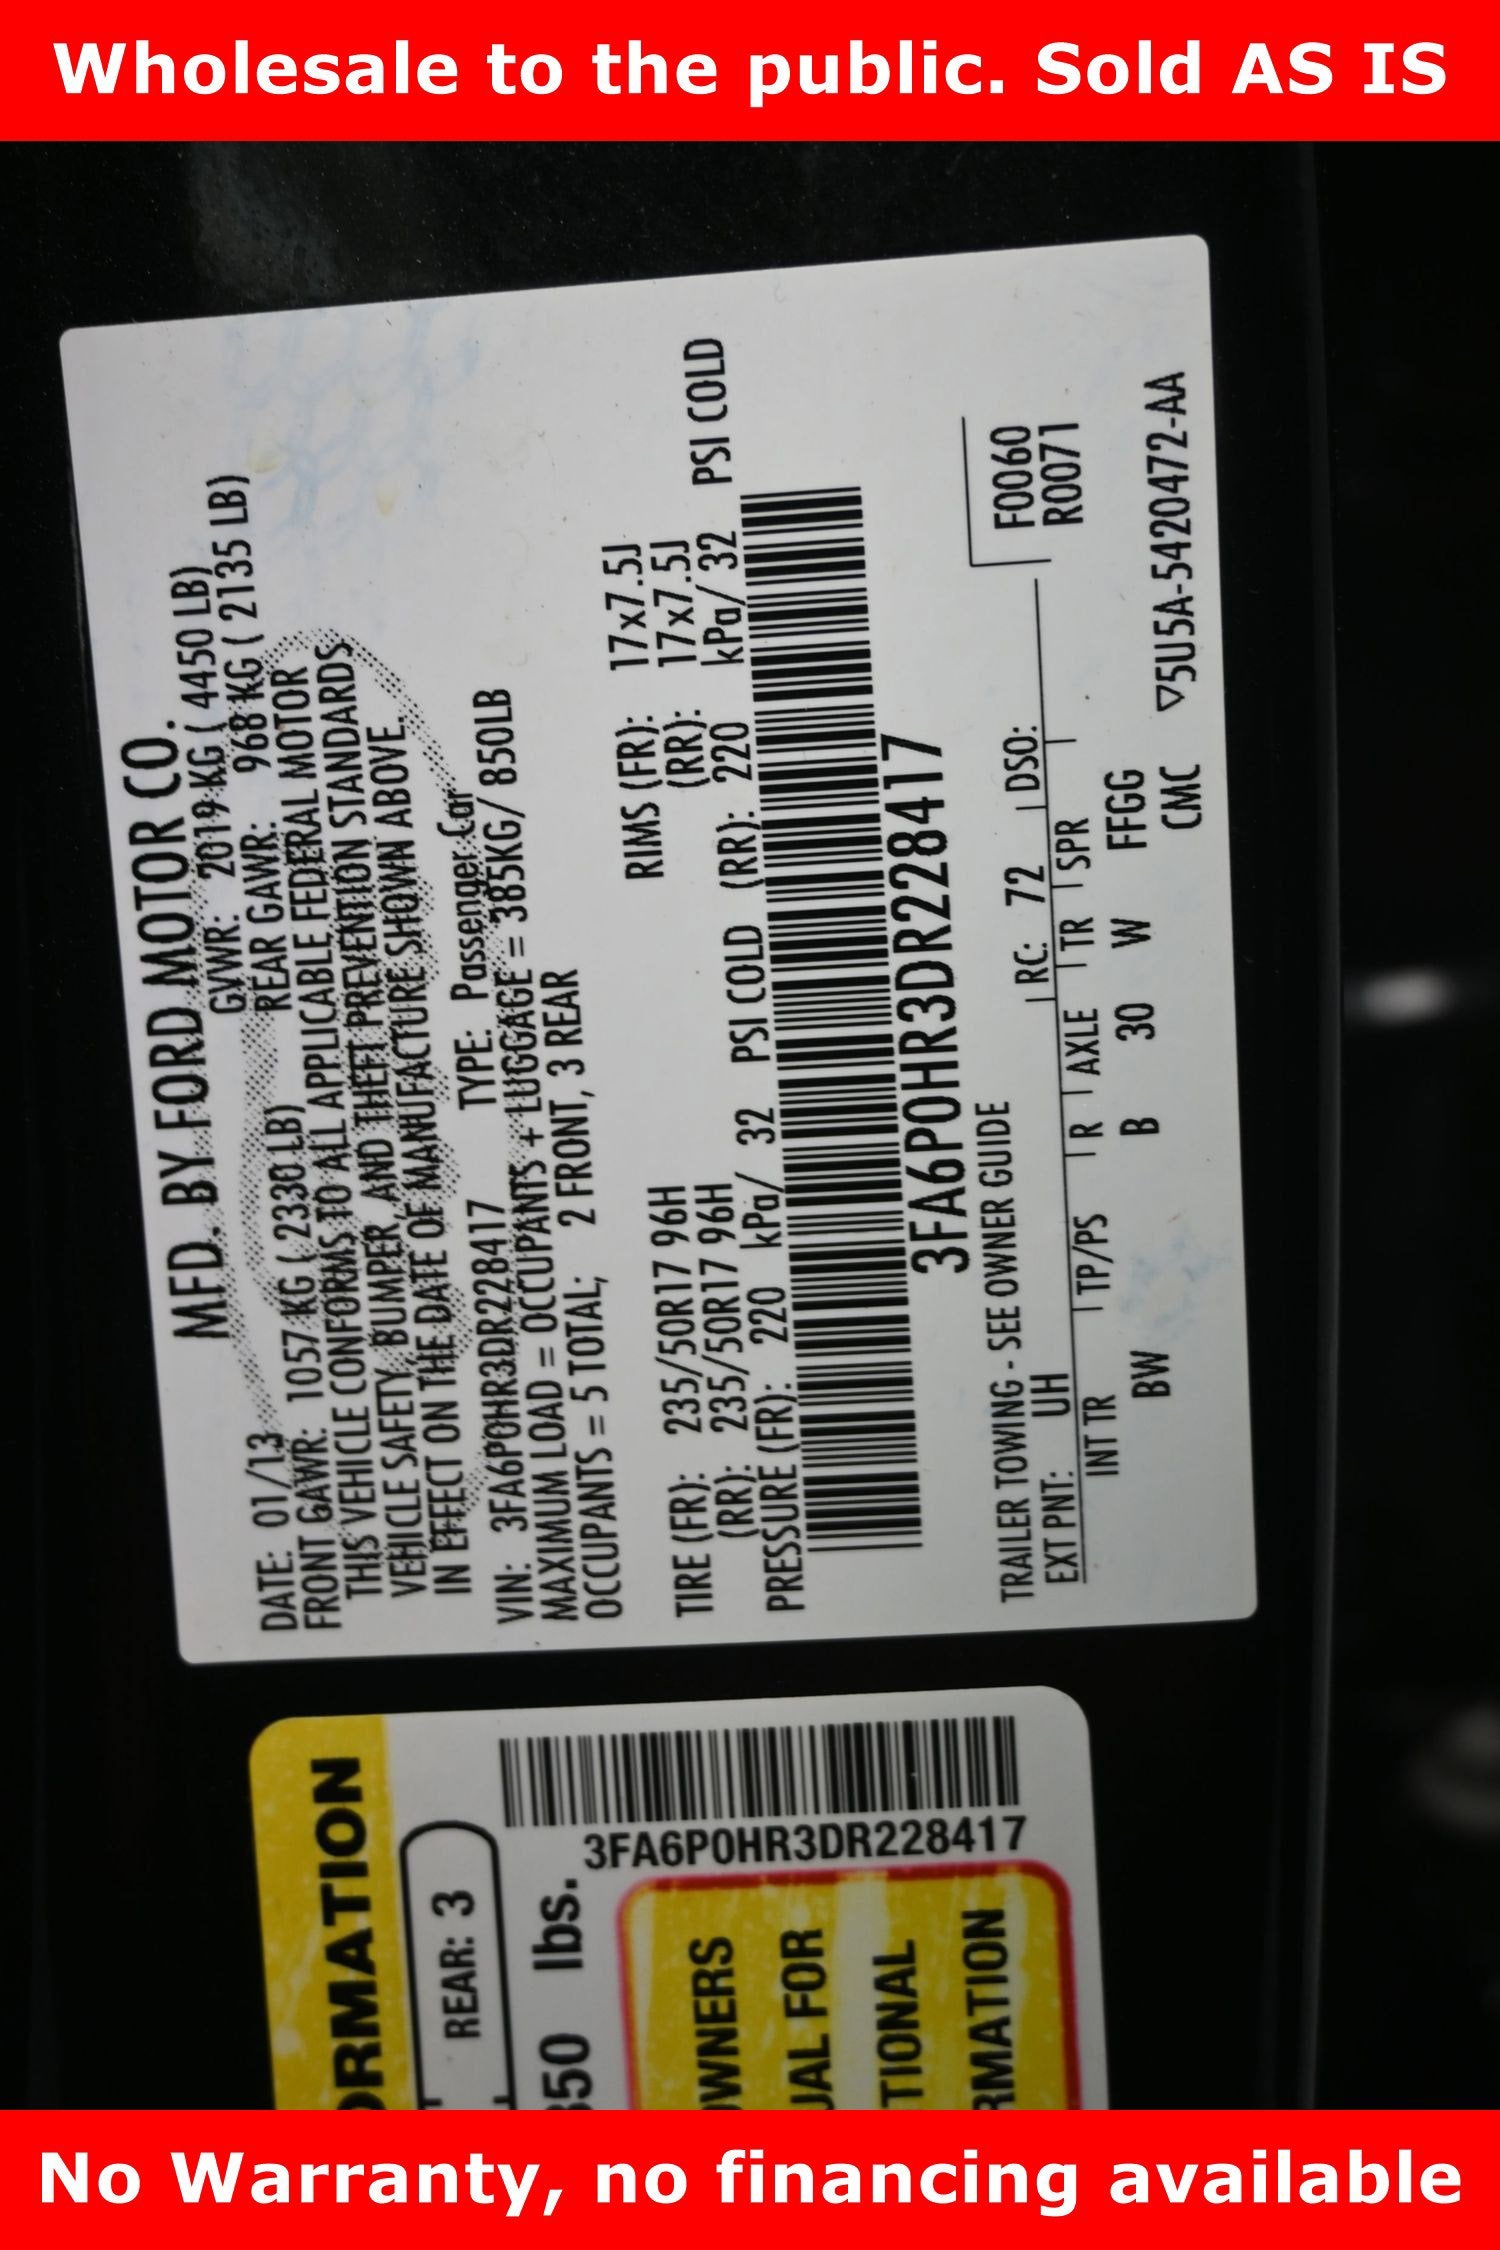 Wholesale to the public. Sold AS IS
MFD. BY FORD MOTOR CO.
DATE: 01/13 GVWR: 2019 KG ( 4450 LB)
FRONT GAWR: 1057 KG ( 2330 LB) REAR GAWR: 968 KG ( 2135 LB)
THIS VEHICLE CONFORMS TO ALL APPLICABLE FEDERAL MOTOR
VEHICLE SAFETY, BUMPER, AND THEFT PREVENTION STANDARDS
IN EFFECT ON THE DATE OF MANUFACTURE SHOWN ABOVE.
VIN: 3FA6P0HR3DR228417 TYPE: Passenger Car
MAXIMUM LOAD = OCCUPANTS + LUGGAGE = 385KG/ 850LB
OCCUPANTS = 5 TOTAL; 2 FRONT, 3 REAR
RIMS (FR): 17x7.5J
TIRE (FR): 235/50R17 96H (RR): 17x7.5J
(RR): 235/50R17 96H
PRESSURE (FR): 220 kPa/ 32 PSI COLD (RR): 220 kPa/ 32 PSI COLD
3FA6P0HR3DR228417
TRAILER TOWING - SEE OWNER GUIDE
EXT PNT: UH RC: 72 DSO: F0060
R0071
INT TR TP/PS R AXLE TR SPR
BW B 30 W FFGG
CMC ▽5U5A-5420472-AA
ORMATION
REAR: 3
350 lbs.
3FA6P0HR3DR228417
OWNERS
UAL FOR
TIONAL
RMATION
No Warranty, no financing available